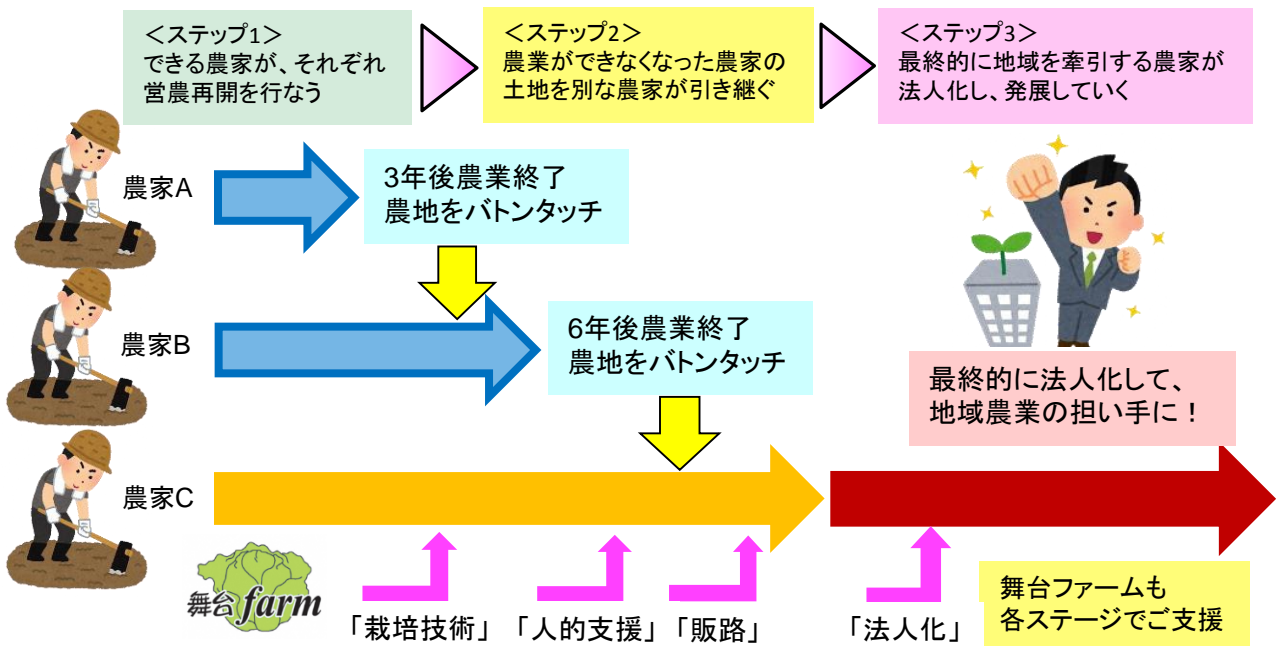 ＜ステップ1＞
できる農家が、それぞれ
営農再開を行なう
＜ステップ2＞
農業ができなくなった農家の
土地を別な農家が引き継ぐ
＜ステップ3＞
最終的に地域を牽引する農家が
法人化し、発展していく
農家A
3年後農業終了
農地をバトンタッチ
農家B
6年後農業終了
農地をバトンタッチ
最終的に法人化して、
地域農業の担い手に！
農家C
舞台farm
「栽培技術」
「人的支援」
「販路」
「法人化」
舞台ファームも
各ステージでご支援